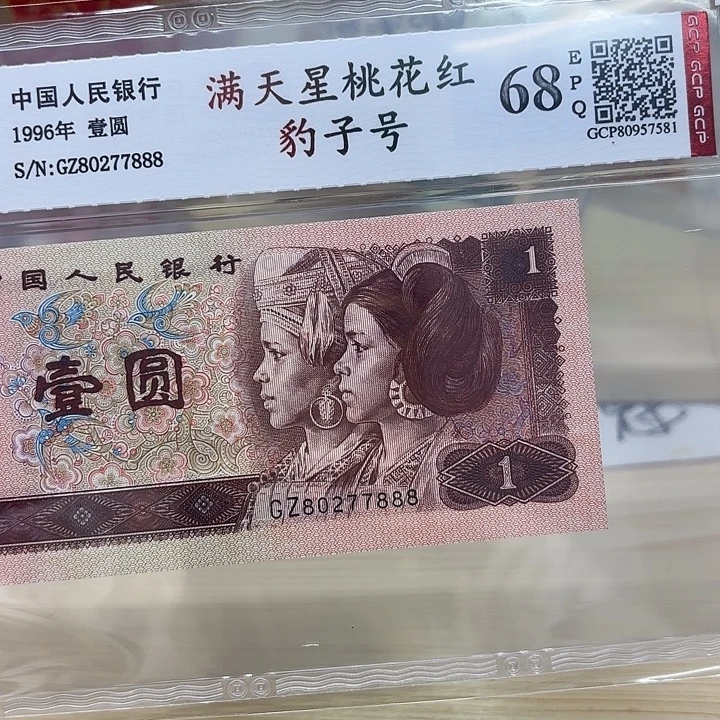 中国人民银行
1996年 壹圆
S/N:GZ80277888
满天星桃花红
豹子号
68
EPQ
GCP80957581
GCP GCP GCP
国人民银行
1
壹圆
1
GZ80277888